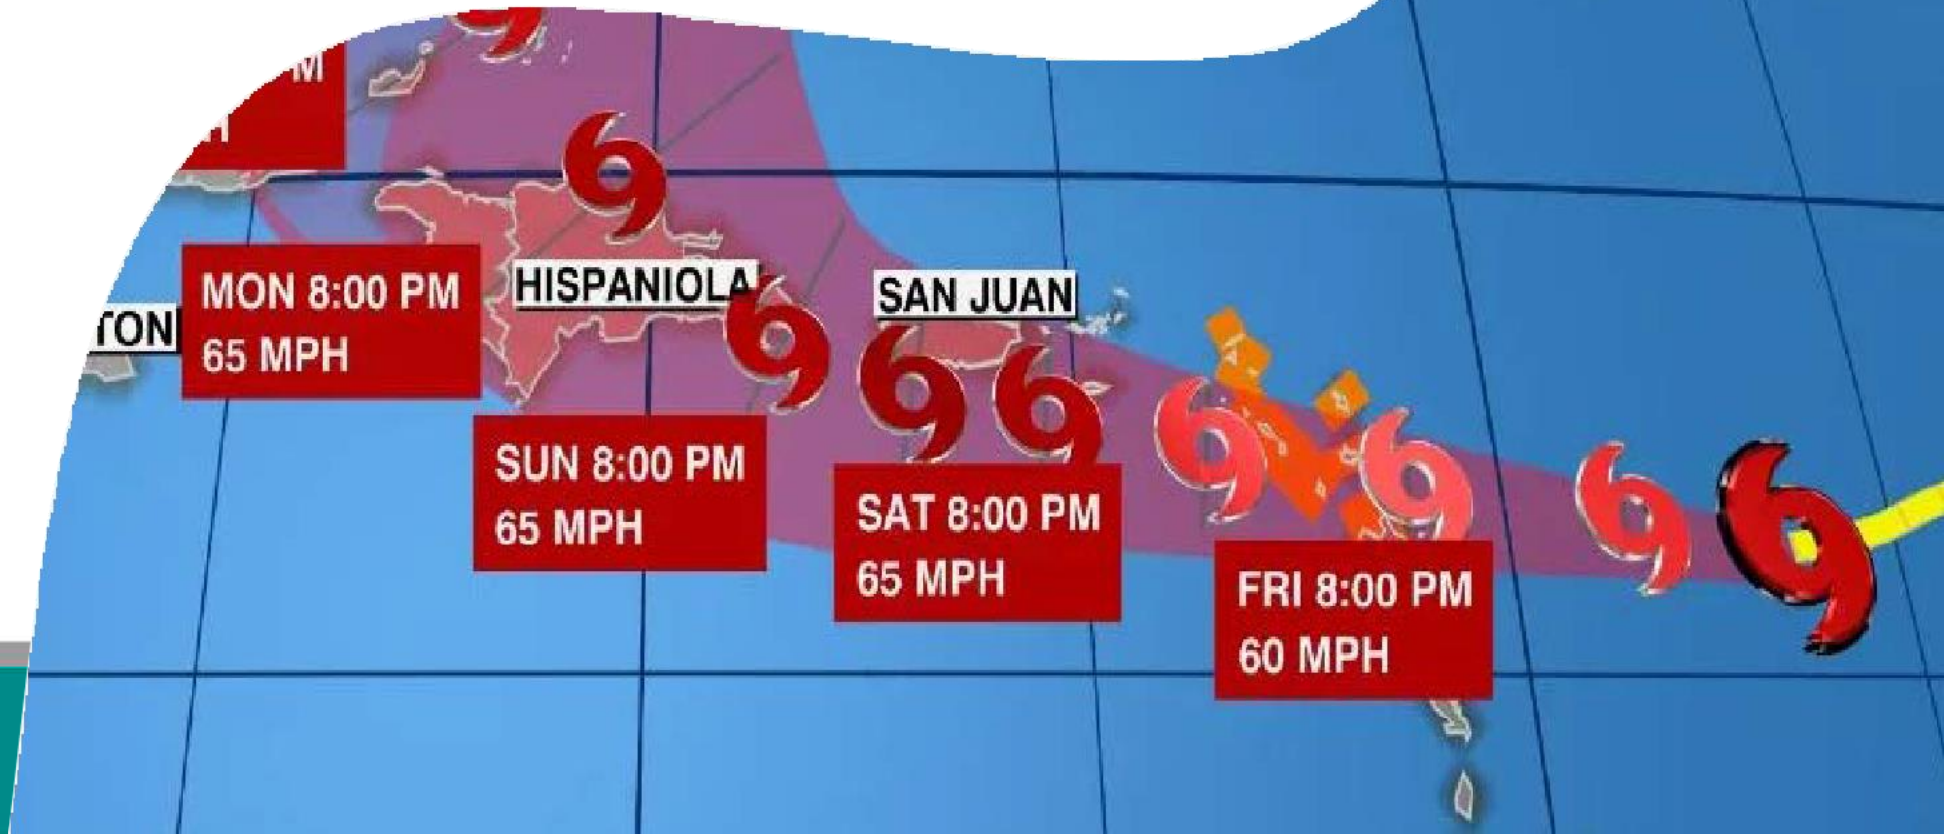 M
H
HISPANIOLA
SAN JUAN
MON 8:00 PM
65 MPH
TON
SUN 8:00 PM
65 MPH
SAT 8:00 PM
65 MPH
FRI 8:00 PM
60 MPH